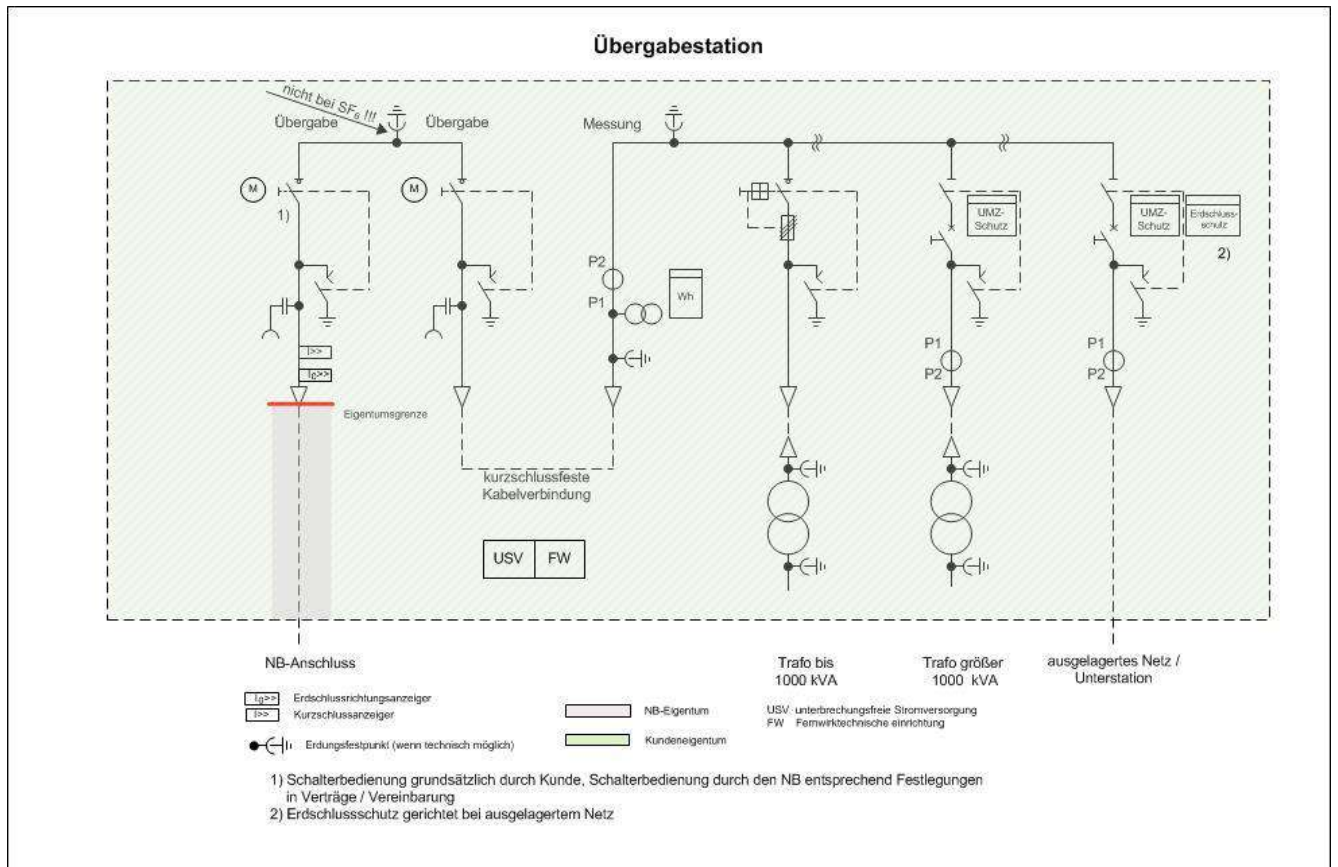 Übergabestation
nicht bei SF6 !!!
Übergabe
Übergabe
Messung
M
1)
M
P2
P1
Wh
UMZ-
Schutz
UMZ-
Schutz
Erdschluss-
schutz
2)
I>>
I0>>
P1
P2
P1
P2
Eigentumsgrenze
kurzschlussfeste
Kabelverbindung
USV
FW
NB-Anschluss
Trafo bis
1000 kVA
Trafo größer
1000 kVA
ausgelagertes Netz /
Unterstation
I0>> Erdschlussrichtungsanzeiger
I>> Kurzschlussanzeiger
Erdungsfestpunkt (wenn technisch möglich)
NB-Eigentum
Kundeneigentum
USV unterbrechungsfreie Stromversorgung
FW Fernwirktechnische einrichtung
1) Schalterbedienung grundsätzlich durch Kunde, Schalterbedienung durch den NB entsprechend Festlegungen
in Verträge / Vereinbarung
2) Erdschlussschutz gerichtet bei ausgelagertem Netz